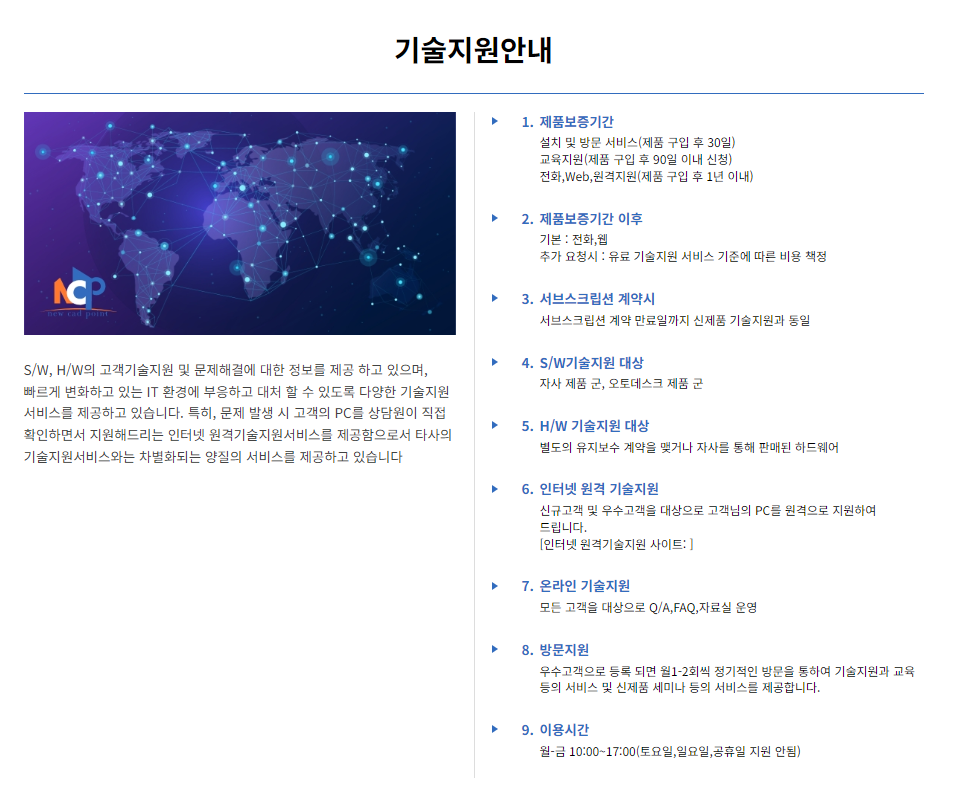 기술지원안내
NCP
new cad point
S/W, H/W의 고객기술지원 및 문제해결에 대한 정보를 제공 하고 있으며,
빠르게 변화하고 있는 IT 환경에 부응하고 대처 할 수 있도록 다양한 기술지원
서비스를 제공하고 있습니다. 특히, 문제 발생 시 고객의 PC를 상담원이 직접
확인하면서 지원해드리는 인터넷 원격기술지원서비스를 제공함으로서 타사의
기술지원서비스와는 차별화되는 양질의 서비스를 제공하고 있습니다
1. 제품보증기간
설치 및 방문 서비스(제품 구입 후 30일)
교육지원(제품 구입 후 90일 이내 신청)
전화,Web,원격지원(제품 구입 후 1년 이내)
2. 제품보증기간 이후
기본 : 전화,웹
추가 요청시 : 유료 기술지원 서비스 기준에 따른 비용 책정
3. 서브스크립션 계약시
서브스크립션 계약 만료일까지 신제품 기술지원과 동일
4. S/W기술지원 대상
자사 제품 군, 오토데스크 제품 군
5. H/W 기술지원 대상
별도의 유지보수 계약을 맺거나 자사를 통해 판매된 하드웨어
6. 인터넷 원격 기술지원
신규고객 및 우수고객을 대상으로 고객님의 PC를 원격으로 지원하여
드립니다.
[인터넷 원격기술지원 사이트: ]
7. 온라인 기술지원
모든 고객을 대상으로 Q/A,FAQ,자료실 운영
8. 방문지원
우수고객으로 등록 되면 월1-2회씩 정기적인 방문을 통하여 기술지원과 교육
등의 서비스 및 신제품 세미나 등의 서비스를 제공합니다.
9. 이용시간
월-금 10:00~17:00(토요일,일요일,공휴일 지원 안됨)